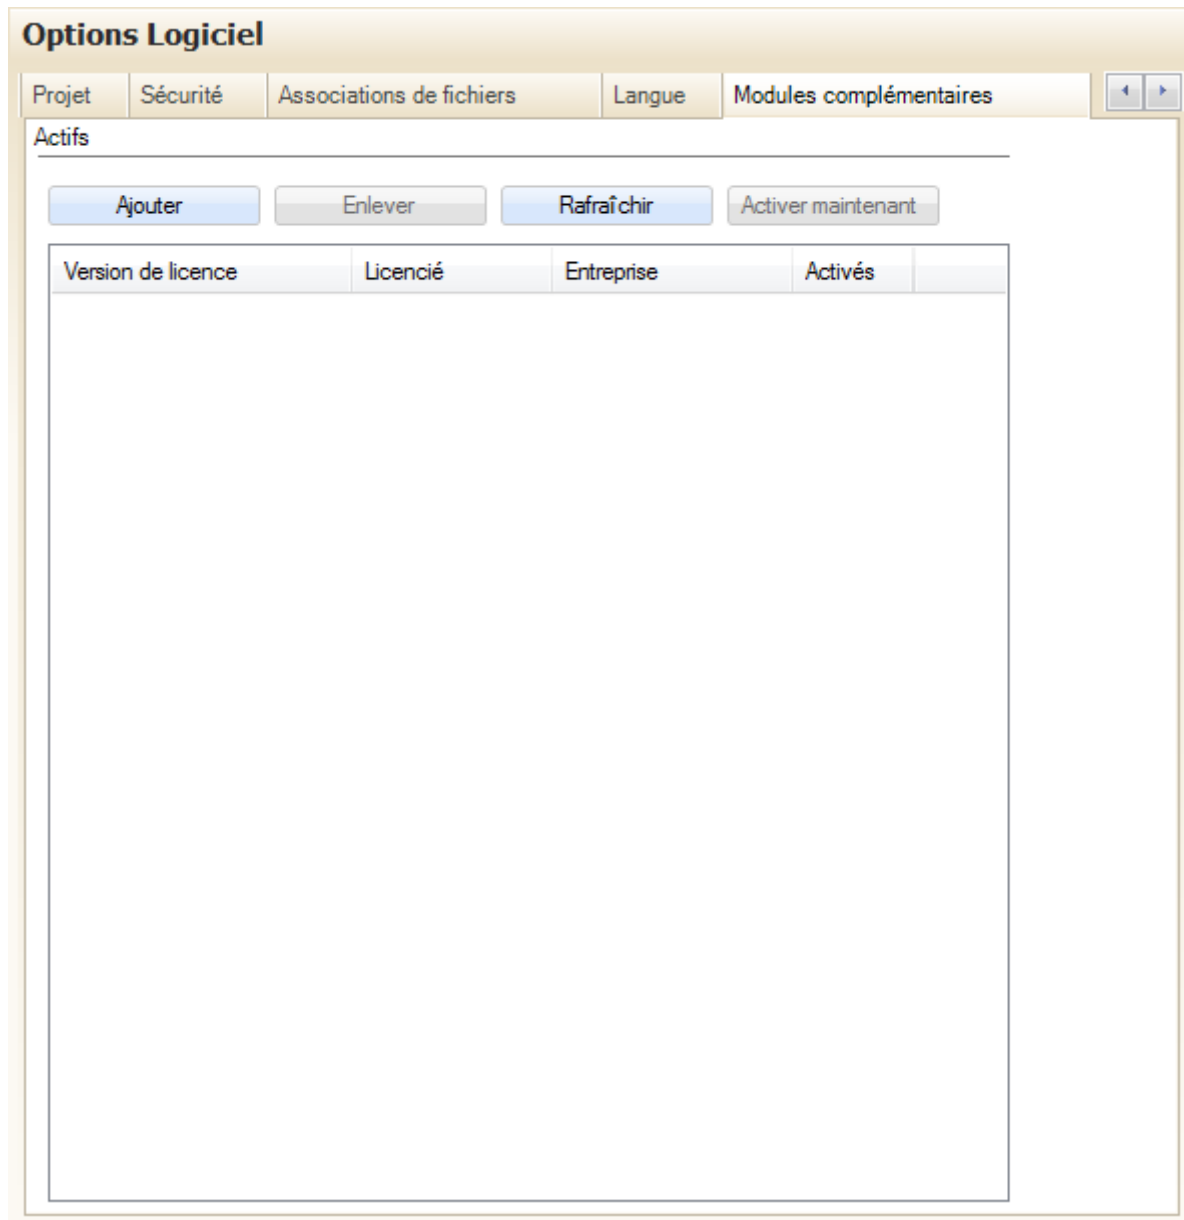 Options Logiciel
Projet Sécurité Associations de fichiers Langue Modules complémentaires
Actifs
Ajouter Enlever Rafraîchir Activer maintenant
Version de licence Licencié Entreprise Activés